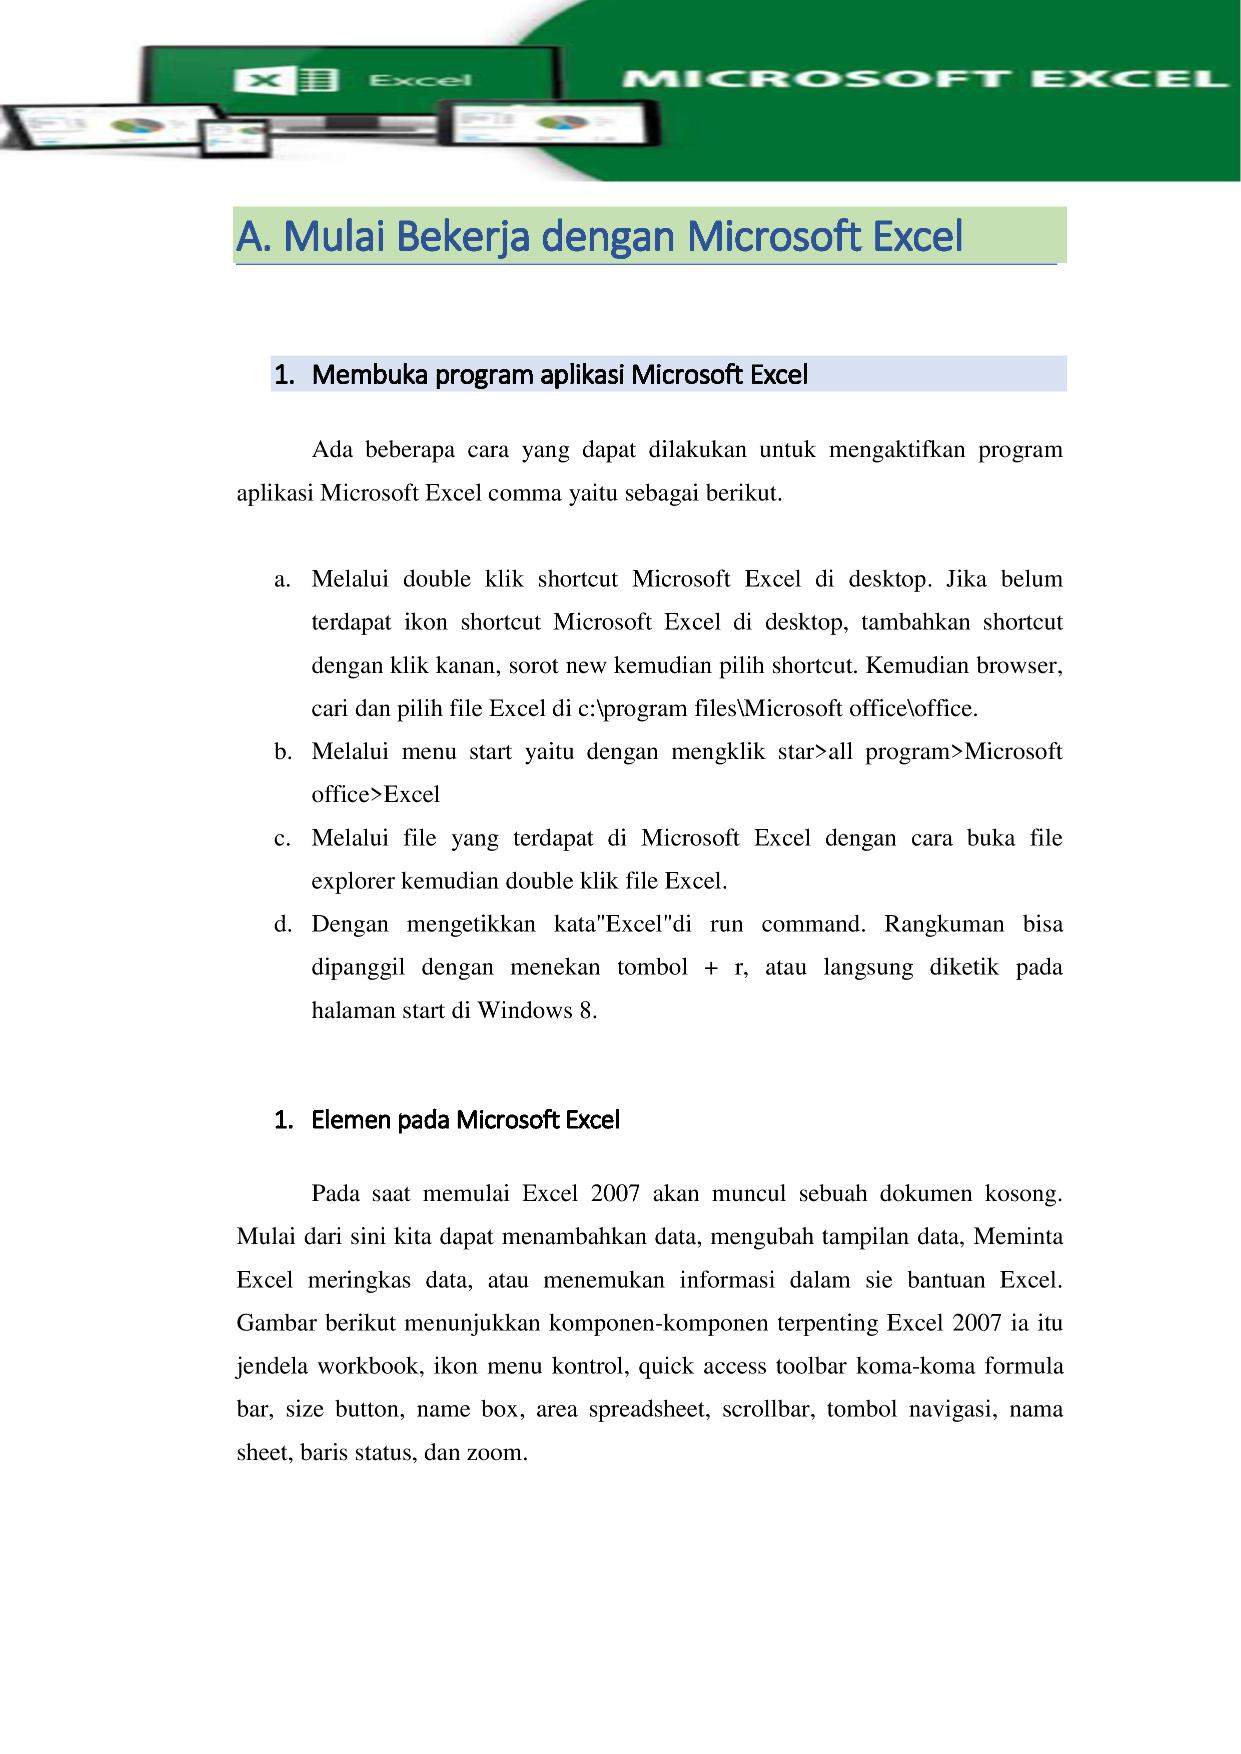 Excel
MICROSOFT EXCEL
A. Mulai Bekerja dengan Microsoft Excel
1. Membuka program aplikasi Microsoft Excel
Ada beberapa cara yang dapat dilakukan untuk mengaktifkan program
aplikasi Microsoft Excel comma yaitu sebagai berikut.
a. Melalui double klik shortcut Microsoft Excel di desktop. Jika belum
terdapat ikon shortcut Microsoft Excel di desktop, tambahkan shortcut
dengan klik kanan, sorot new kemudian pilih shortcut. Kemudian browser,
cari dan pilih file Excel di c:\program files\Microsoft office\office.
b. Melalui menu start yaitu dengan mengklik star>all program>Microsoft
office>Excel
c. Melalui file yang terdapat di Microsoft Excel dengan cara buka file
explorer kemudian double klik file Excel.
d. Dengan mengetikkan kata"Excel"di run command. Rangkuman bisa
dipanggil dengan menekan tombol + r, atau langsung diketik pada
halaman start di Windows 8.
1. Elemen pada Microsoft Excel
Pada saat memulai Excel 2007 akan muncul sebuah dokumen kosong.
Mulai dari sini kita dapat menambahkan data, mengubah tampilan data, Meminta
Excel meringkas data, atau menemukan informasi dalam sie bantuan Excel.
Gambar berikut menunjukkan komponen-komponen terpenting Excel 2007 ia itu
jendela workbook, ikon menu kontrol, quick access toolbar koma-koma formula
bar, size button, name box, area spreadsheet, scrollbar, tombol navigasi, nama
sheet, baris status, dan zoom.